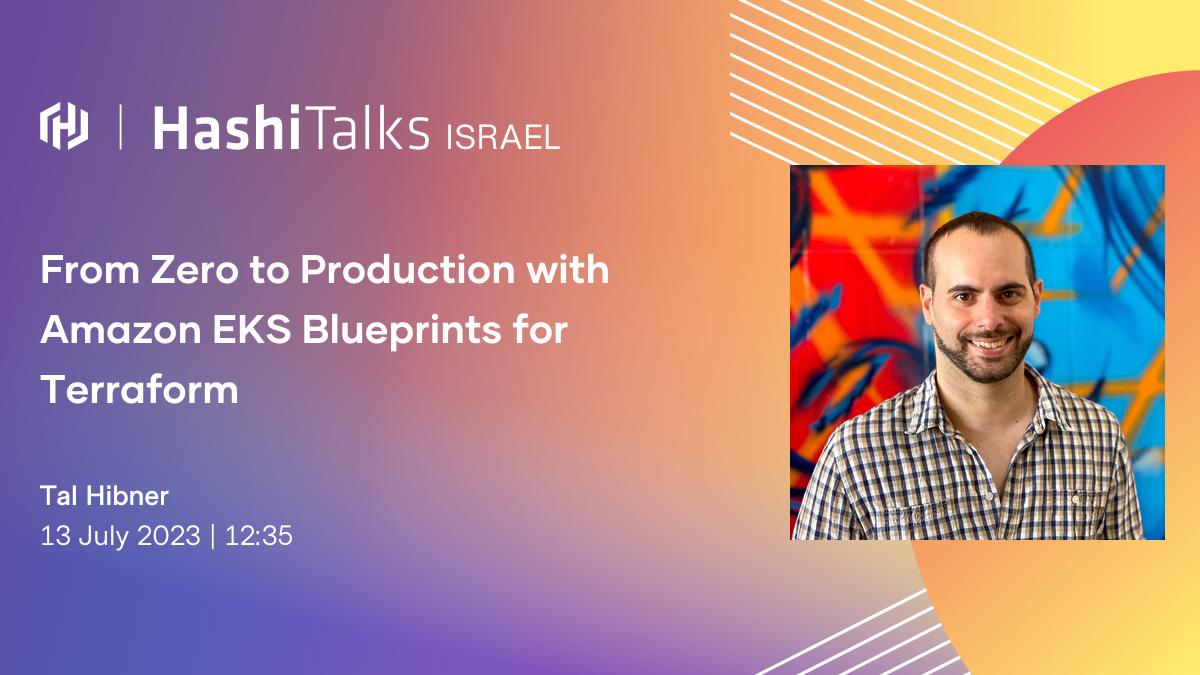 HashiTalks ISRAEL
From Zero to Production with
Amazon EKS Blueprints for
Terraform
Tal Hibner
13 July 2023 | 12:35